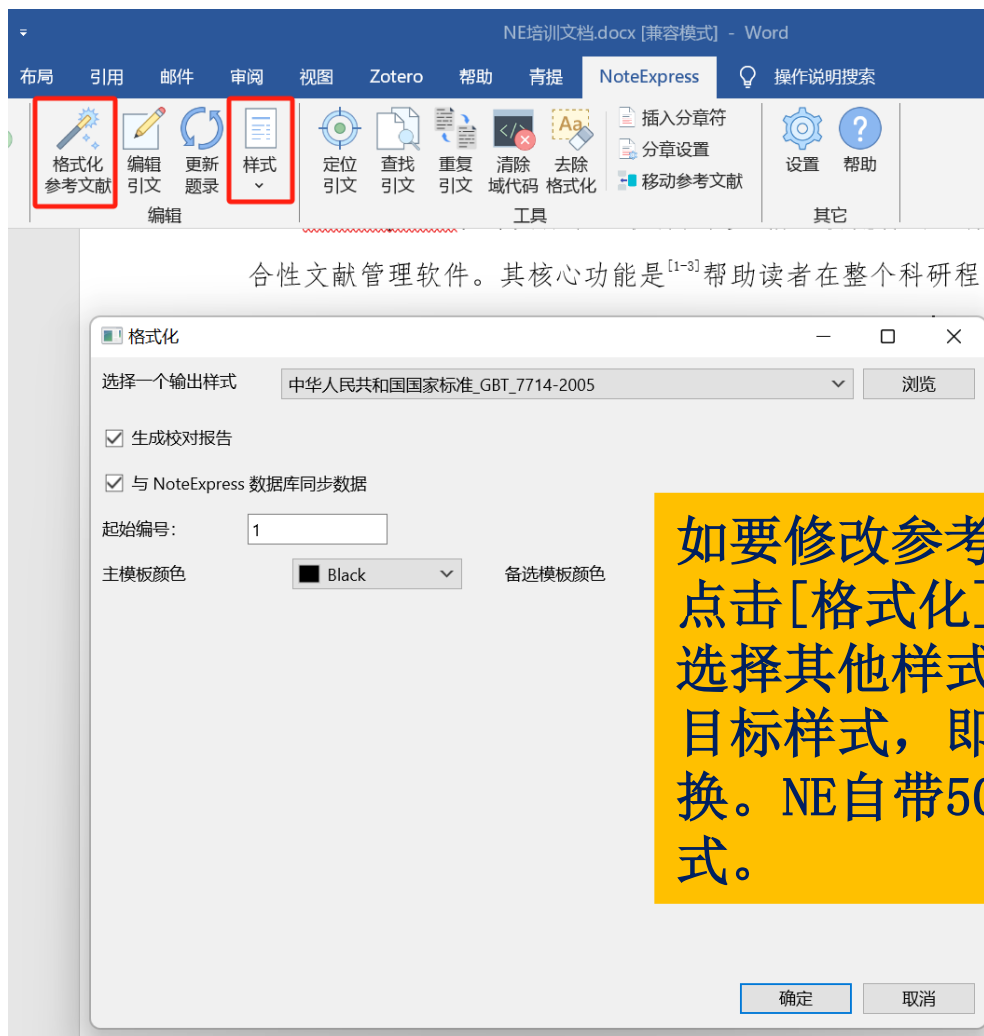 NE培训文档.docx [兼容模式] - Word
布局 引用 邮件 审阅 视图 Zotero 帮助 青提 NoteExpress 操作说明搜索
格式化
参考文献
编辑
引文
更新
题录
样式
编辑
定位
引文
查找
引文
重复
引文
清除
域代码
去除
格式化
插入分章符
分章设置
移动参考文献
工具
设置
帮助
其它
合性文献管理软件。其核心功能是[1-3]帮助读者在整个科研程
格式化
选择一个输出样式 中华人民共和国国家标准_GBT_7714-2005 浏览
生成校对报告
与 NoteExpress 数据库同步数据
起始编号: 1
主模板颜色 Black 备选模板颜色
如要修改参考
点击[格式化]
选择其他样式
目标样式，即
换。NE自带50
式。
确定 取消